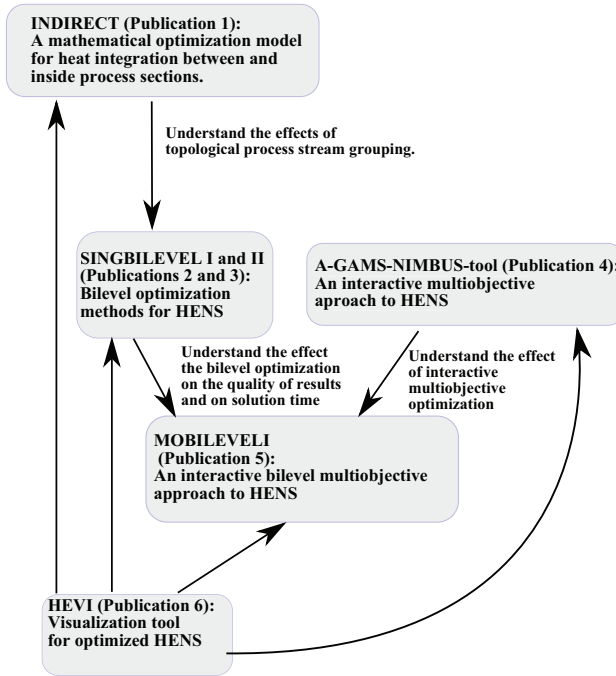 INDIRECT (Publication 1):
A mathematical optimization model
for heat integration between and
inside process sections.
Understand the effects of
topological process stream grouping.
SINGBILEVEL I and II
(Publications 2 and 3):
Bilevel optimization
methods for HENS
A-GAMS-NIMBUS-tool (Publication 4):
An interactive multiobjective
aproach to HENS
Understand the effect
the bilevel optimization
on the quality of results
and on solution time
Understand the effect
of interactive
multiobjective
optimization
MOBILEVELI
(Publication 5):
An interactive bilevel multiobjective
approach to HENS
HEVI (Publication 6):
Visualization tool
for optimized HENS